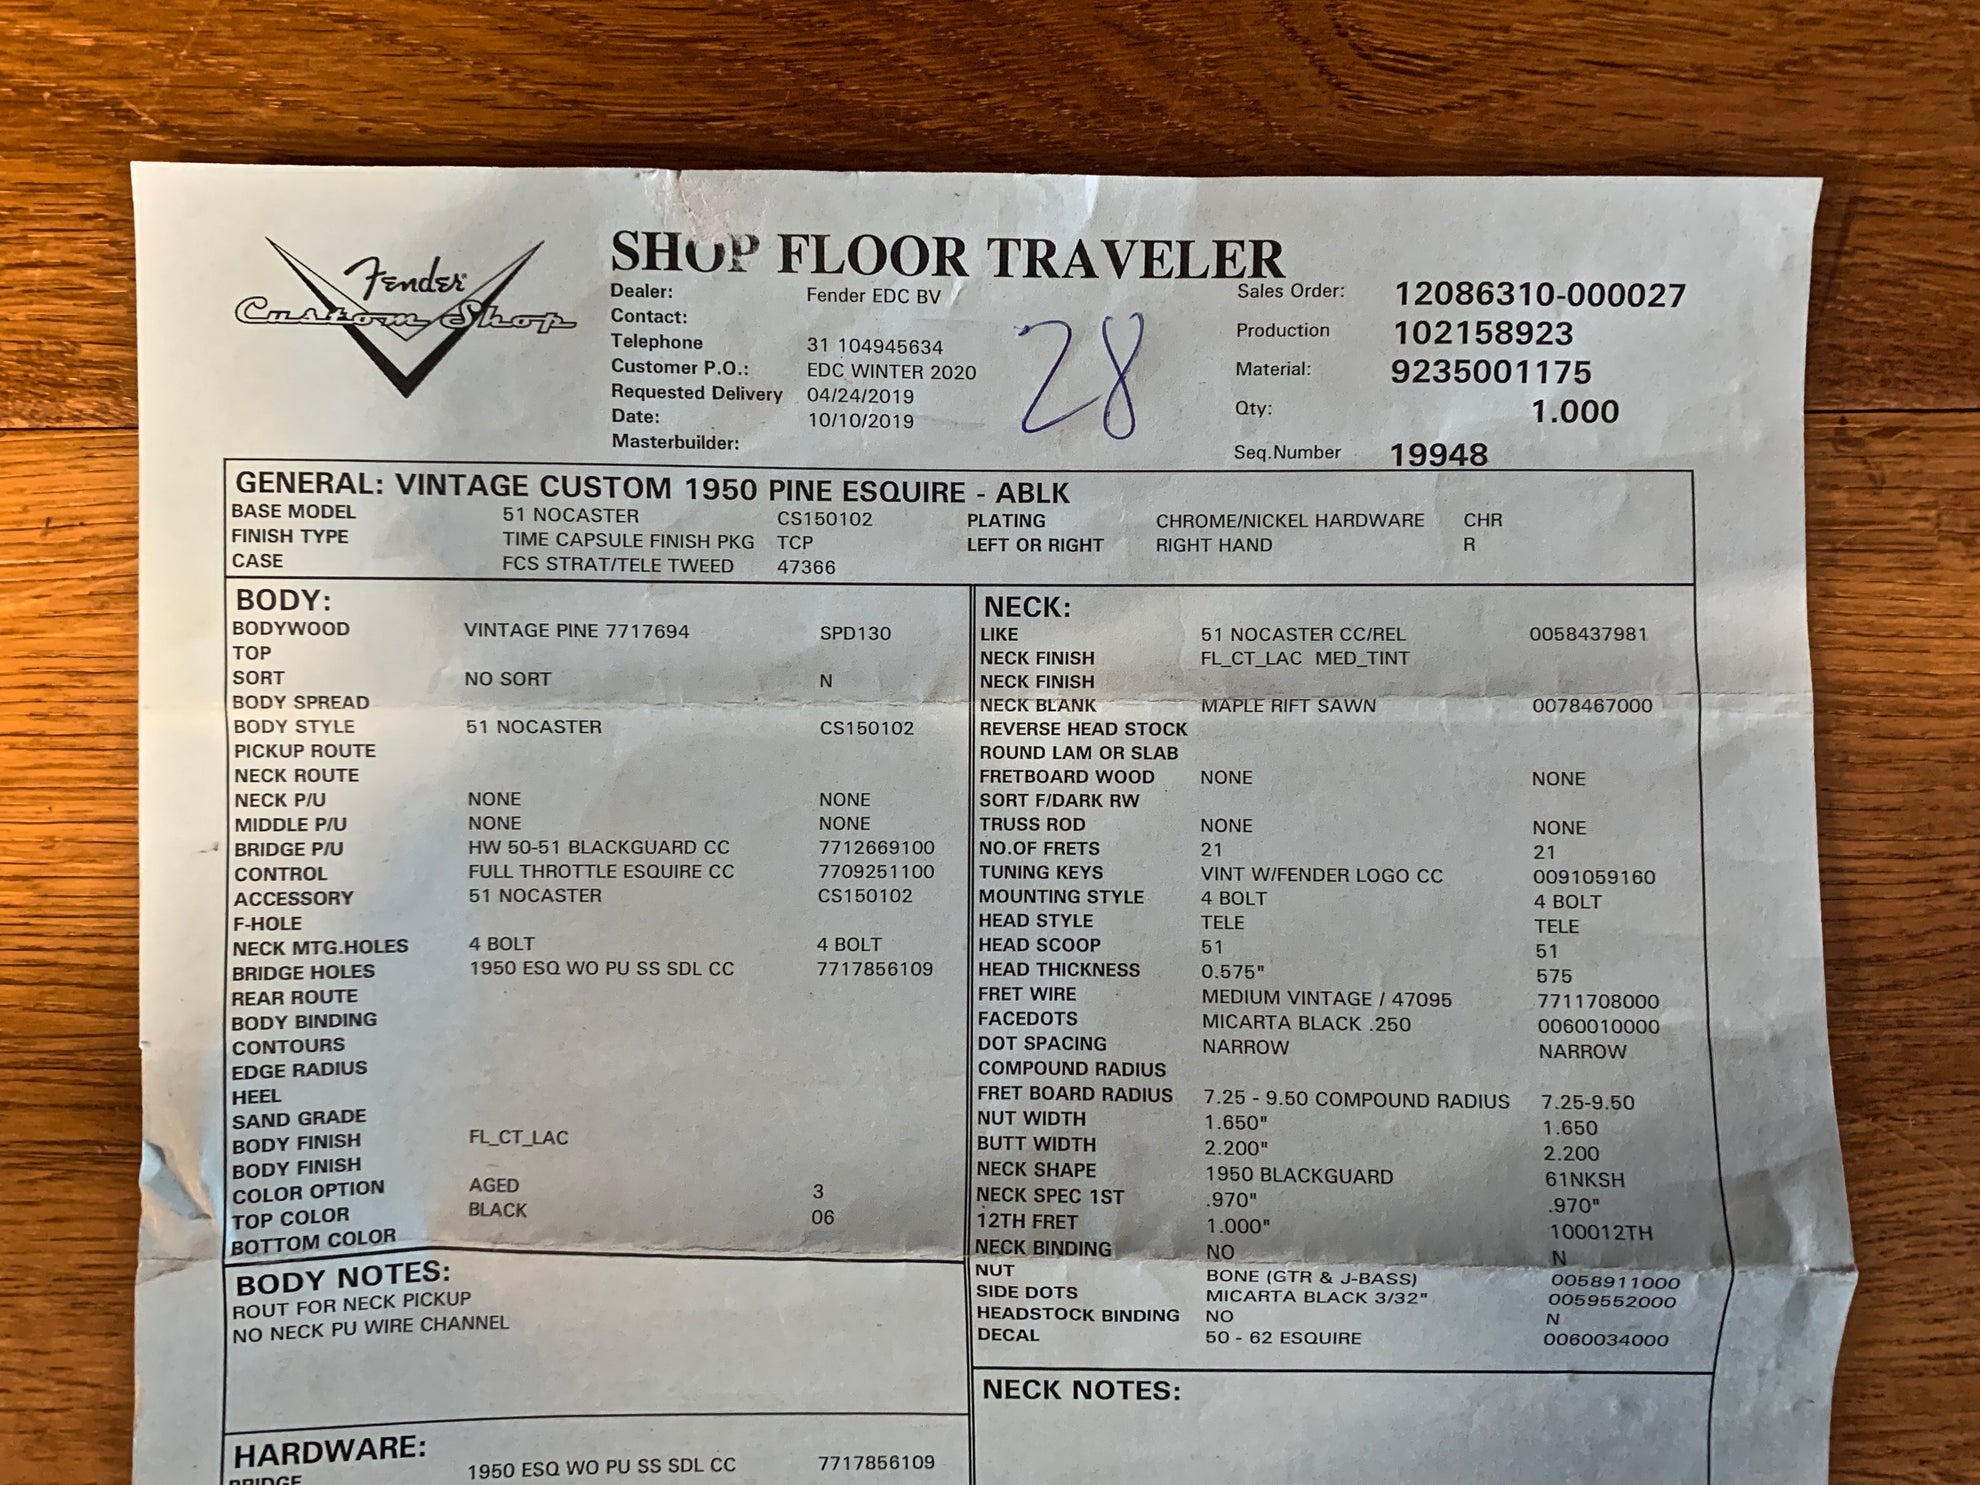 Fender
Custom Shop
SHOP FLOOR TRAVELER
Dealer: Fender EDC BV
Contact:
Telephone 31 104945634
Customer P.O.: EDC WINTER 2020
Requested Delivery 04/24/2019
Date: 10/10/2019
Masterbuilder:
28
Sales Order: 12086310-000027
Production 102158923
Material: 9235001175
Qty: 1.000
Seq.Number 19948
GENERAL: VINTAGE CUSTOM 1950 PINE ESQUIRE - ABLK
BASE MODEL 51 NOCASTER CS150102 PLATING CHROME/NICKEL HARDWARE CHR
FINISH TYPE TIME CAPSULE FINISH PKG TCP LEFT OR RIGHT RIGHT HAND R
CASE FCS STRAT/TELE TWEED 47366
BODY:
BODYWOOD VINTAGE PINE 7717694 SPD130
TOP
SORT NO SORT N
BODY SPREAD
BODY STYLE 51 NOCASTER CS150102
PICKUP ROUTE
NECK ROUTE
NECK P/U NONE NONE
MIDDLE P/U NONE NONE
BRIDGE P/U HW 50-51 BLACKGUARD CC 7712669100
CONTROL FULL THROTTLE ESQUIRE CC 7709251100
ACCESSORY 51 NOCASTER CS150102
F-HOLE
NECK MTG.HOLES 4 BOLT 4 BOLT
BRIDGE HOLES 1950 ESQ WO PU SS SDL CC 7717856109
REAR ROUTE
BODY BINDING
CONTOURS
EDGE RADIUS
HEEL
SAND GRADE
BODY FINISH FL_CT_LAC
BODY FINISH
COLOR OPTION AGED 3
TOP COLOR BLACK 06
BOTTOM COLOR
BODY NOTES:
ROUT FOR NECK PICKUP
NO NECK PU WIRE CHANNEL
HARDWARE:
BRIDGE 1950 ESQ WO PU SS SDL CC 7717856109
NECK:
LIKE 51 NOCASTER CC/REL 0058437981
NECK FINISH FL_CT_LAC MED_TINT
NECK FINISH
NECK BLANK MAPLE RIFT SAWN 0078467000
REVERSE HEAD STOCK
ROUND LAM OR SLAB
FRETBOARD WOOD NONE NONE
SORT F/DARK RW
TRUSS ROD NONE NONE
NO.OF FRETS 21 21
TUNING KEYS VINT W/FENDER LOGO CC 0091059160
MOUNTING STYLE 4 BOLT 4 BOLT
HEAD STYLE TELE TELE
HEAD SCOOP 51 51
HEAD THICKNESS 0.575" 575
FRET WIRE MEDIUM VINTAGE / 47095 7711708000
FACEDOTS MICARTA BLACK .250 0060010000
DOT SPACING NARROW NARROW
COMPOUND RADIUS
FRET BOARD RADIUS 7.25 - 9.50 COMPOUND RADIUS 7.25-9.50
NUT WIDTH 1.650" 1.650
BUTT WIDTH 2.200" 2.200
NECK SHAPE 1950 BLACKGUARD 61NKSH
NECK SPEC 1ST .970" .970"
12TH FRET 1.000" 100012TH
NECK BINDING NO N
NUT BONE (GTR & J-BASS) 0058911000
SIDE DOTS MICARTA BLACK 3/32" 0059552000
HEADSTOCK BINDING NO N
DECAL 50 - 62 ESQUIRE 0060034000
NECK NOTES: